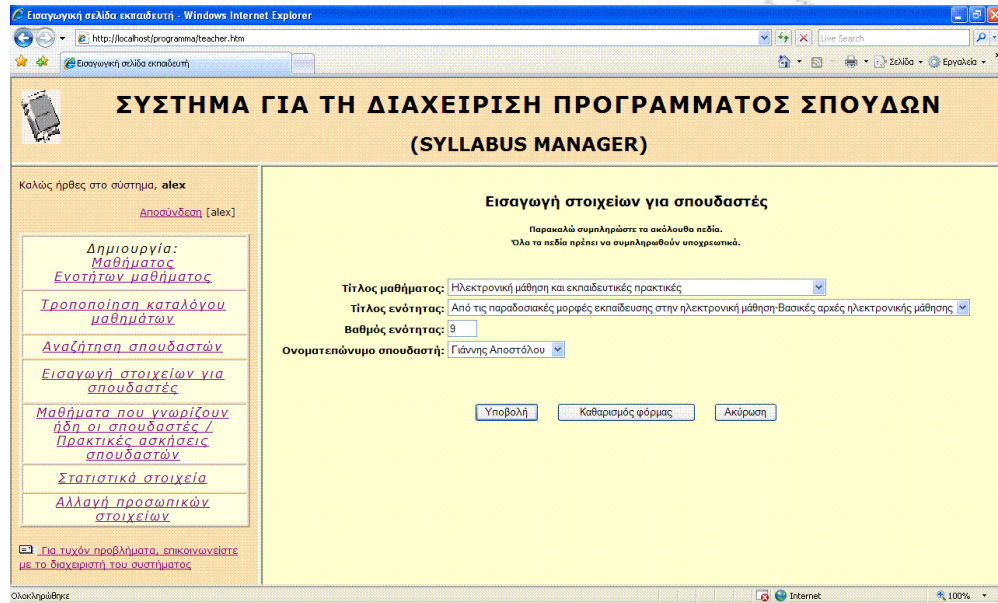 Εισαγωγική σελίδα εκπαιδευτή - Windows Internet Explorer
http://localhost/programma/teacher.htm
Live Search
Εισαγωγική σελίδα εκπαιδευτή
Σελίδα
Εργαλεία
ΣΥΣΤΗΜΑ ΓΙΑ ΤΗ ΔΙΑΧΕΙΡΙΣΗ ΠΡΟΓΡΑΜΜΑΤΟΣ ΣΠΟΥΔΩΝ
(SYLLABUS MANAGER)
Καλώς ήρθες στο σύστημα, alex
Αποσύνδεση [alex]
Δημιουργία:
Μαθήματος
Ενοτήτων μαθήματος
Τροποποίηση καταλόγου
μαθημάτων
Αναζήτηση σπουδαστών
Εισαγωγή στοιχείων για
σπουδαστές
Μαθήματα που γνωρίζουν
ήδη οι σπουδαστές /
Πρακτικές ασκήσεις
σπουδαστών
Στατιστικά στοιχεία
Αλλαγή προσωπικών
στοιχείων
Για τυχόν προβλήματα, επικοινωνείστε
με το διαχειριστή του συστήματος
Εισαγωγή στοιχείων για σπουδαστές
Παρακαλώ συμπληρώστε τα ακόλουθα πεδία.
Όλα τα πεδία πρέπει να συμπληρωθούν υποχρεωτικά.
Τίτλος μαθήματος: Ηλεκτρονική μάθηση και εκπαιδευτικές πρακτικές
Τίτλος ενότητας: Από τις παραδοσιακές μορφές εκπαίδευσης στην ηλεκτρονική μάθηση-Βασικές αρχές ηλεκτρονικής μάθησης
Βαθμός ενότητας: 9
Ονοματεπώνυμο σπουδαστή: Γιάννης Αποστόλου
Υποβολή Καθαρισμός φόρμας Ακύρωση
Ολοκληρώθηκε
Internet
100%